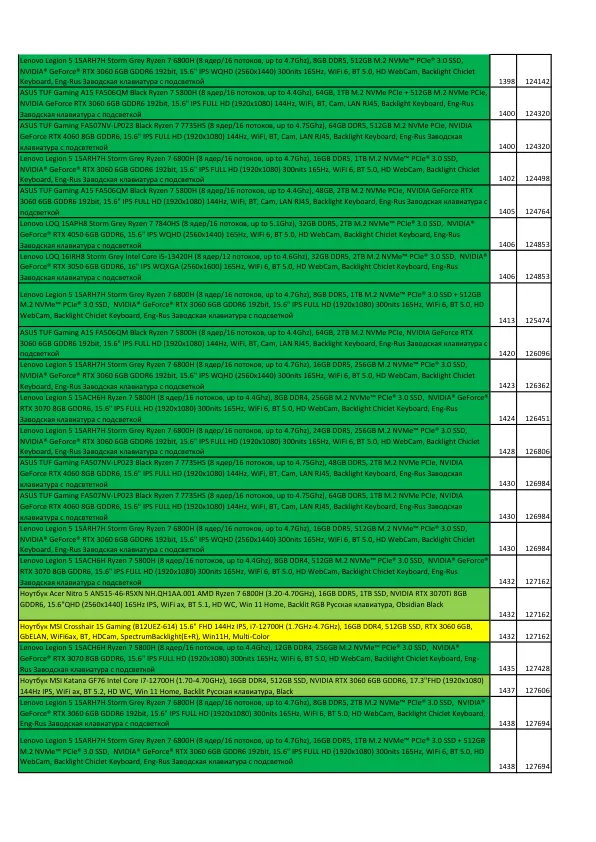 Lenovo Legion 5 15ARH7H Storm Grey Ryzen 7 6800H (8 ядер/16 потоков, up to 4.7Ghz), 8GB DDR5, 512GB M.2 NVMe™ PCIe® 3.0 SSD,
NVIDIA® GeForce® RTX 3060 6GB GDDR6 192bit, 15.6" IPS WQHD (2560x1440) 300nits 165Hz, WiFi 6, BT 5.0, HD WebCam, Backlight Chiclet
Keyboard, Eng-Rus Заводская клавиатура с подсветкой 1398 124142
ASUS TUF Gaming A15 FA506QM Black Ryzen 7 5800H (8 ядер/16 потоков, up to 4.4Ghz), 64GB, 1TB M.2 NVMe PCIe + 512GB M.2 NVMe PCIe,
NVIDIA GeForce RTX 3060 6GB GDDR6 192bit, 15.6" IPS FULL HD (1920x1080) 144Hz, WiFi, BT, Cam, LAN RJ45, Backlight Keyboard, Eng-Rus
Заводская клавиатура с подсветкой 1400 124320
ASUS TUF Gaming FA507NV-LP023 Black Ryzen 7 7735HS (8 ядер/16 потоков, up to 4.75Ghz), 64GB DDR5, 512GB M.2 NVMe PCIe, NVIDIA
GeForce RTX 4060 8GB GDDR6, 15.6" IPS FULL HD (1920x1080) 144Hz, WiFi, BT, Cam, LAN RJ45, Backlight Keyboard, Eng-Rus Заводская
клавиатура с подсветкой 1400 124320
Lenovo Legion 5 15ARH7H Storm Grey Ryzen 7 6800H (8 ядер/16 потоков, up to 4.7Ghz), 16GB DDR5, 1TB M.2 NVMe™ PCIe® 3.0 SSD,
NVIDIA® GeForce® RTX 3060 6GB GDDR6 192bit, 15.6" IPS FULL HD (1920x1080) 300nits 165Hz, WiFi 6, BT 5.0, HD WebCam, Backlight Chiclet
Keyboard, Eng-Rus Заводская клавиатура с подсветкой 1402 124498
ASUS TUF Gaming A15 FA506QM Black Ryzen 7 5800H (8 ядер/16 потоков, up to 4.4Ghz), 48GB, 2TB M.2 NVMe PCIe, NVIDIA GeForce RTX
3060 6GB GDDR6 192bit, 15.6" IPS FULL HD (1920x1080) 144Hz, WiFi, BT, Cam, LAN RJ45, Backlight Keyboard, Eng-Rus Заводская клавиатура с
подсветкой 1405 124764
Lenovo LOQ 15APH8 Storm Grey Ryzen 7 7840HS (8 ядер/16 потоков, up to 5.1Ghz), 32GB DDR5, 2TB M.2 NVMe™ PCIe® 3.0 SSD, NVIDIA®
GeForce® RTX 4050 6GB GDDR6, 15.6" IPS WQHD (2560x1440) 165Hz, WiFi 6, BT 5.0, HD WebCam, Backlight Chiclet Keyboard, Eng-Rus
Заводская клавиатура с подсветкой 1406 124853
Lenovo LOQ 16IRH8 Storm Grey Intel Core i5-13420H (8 ядер/12 потоков, up to 4.6Ghz), 32GB DDR5, 2TB M.2 NVMe™ PCIe® 3.0 SSD, NVIDIA®
GeForce® RTX 3050 6GB GDDR6, 16" IPS WQXGA (2560x1600) 165Hz, WiFi 6, BT 5.0, HD WebCam, Backlight Chiclet Keyboard, Eng-Rus
Заводская клавиатура с подсветкой 1406 124853
Lenovo Legion 5 15ARH7H Storm Grey Ryzen 7 6800H (8 ядер/16 потоков, up to 4.7Ghz), 8GB DDR5, 1TB M.2 NVMe™ PCIe® 3.0 SSD + 512GB
M.2 NVMe™ PCIe® 3.0 SSD, NVIDIA® GeForce® RTX 3060 6GB GDDR6 192bit, 15.6" IPS FULL HD (1920x1080) 300nits 165Hz, WiFi 6, BT 5.0, HD
WebCam, Backlight Chiclet Keyboard, Eng-Rus Заводская клавиатура с подсветкой 1413 125474
ASUS TUF Gaming A15 FA506QM Black Ryzen 7 5800H (8 ядер/16 потоков, up to 4.4Ghz), 64GB, 2TB M.2 NVMe PCIe, NVIDIA GeForce RTX
3060 6GB GDDR6 192bit, 15.6" IPS FULL HD (1920x1080) 144Hz, WiFi, BT, Cam, LAN RJ45, Backlight Keyboard, Eng-Rus Заводская клавиатура с
подсветкой 1420 126096
Lenovo Legion 5 15ARH7H Storm Grey Ryzen 7 6800H (8 ядер/16 потоков, up to 4.7Ghz), 16GB DDR5, 256GB M.2 NVMe™ PCIe® 3.0 SSD,
NVIDIA® GeForce® RTX 3060 6GB GDDR6 192bit, 15.6" IPS WQHD (2560x1440) 300nits 165Hz, WiFi 6, BT 5.0, HD WebCam, Backlight Chiclet
Keyboard, Eng-Rus Заводская клавиатура с подсветкой 1423 126362
Lenovo Legion 5 15ACH6H Ryzen 7 5800H (8 ядер/16 потоков, up to 4.4Ghz), 8GB DDR4, 256GB M.2 NVMe™ PCIe® 3.0 SSD, NVIDIA® GeForce®
RTX 3070 8GB GDDR6, 15.6" IPS FULL HD (1920x1080) 300nits 165Hz, WiFi 6, BT 5.0, HD WebCam, Backlight Chiclet Keyboard, Eng-Rus
Заводская клавиатура с подсветкой 1424 126451
Lenovo Legion 5 15ARH7H Storm Grey Ryzen 7 6800H (8 ядер/16 потоков, up to 4.7Ghz), 24GB DDR5, 256GB M.2 NVMe™ PCIe® 3.0 SSD,
NVIDIA® GeForce® RTX 3060 6GB GDDR6 192bit, 15.6" IPS WQHD (2560x1440) 300nits 165Hz, WiFi 6, BT 5.0, HD WebCam, Backlight Chiclet
Keyboard, Eng-Rus Заводская клавиатура с подсветкой 1428 126806
ASUS TUF Gaming FA507NV-LP023 Black Ryzen 7 7735HS (8 ядер/16 потоков, up to 4.75Ghz), 48GB DDR5, 2TB M.2 NVMe PCIe, NVIDIA
GeForce RTX 4060 8GB GDDR6, 15.6" IPS FULL HD (1920x1080) 144Hz, WiFi, BT, Cam, LAN RJ45, Backlight Keyboard, Eng-Rus Заводская
клавиатура с подсветкой 1430 126984
ASUS TUF Gaming FA507NV-LP023 Black Ryzen 7 7735HS (8 ядер/16 потоков, up to 4.75Ghz), 64GB DDR5, 1TB M.2 NVMe PCIe, NVIDIA
GeForce RTX 4060 8GB GDDR6, 15.6" IPS FULL HD (1920x1080) 144Hz, WiFi, BT, Cam, LAN RJ45, Backlight Keyboard, Eng-Rus Заводская
клавиатура с подсветкой 1430 126984
Lenovo Legion 5 15ARH7H Storm Grey Ryzen 7 6800H (8 ядер/16 потоков, up to 4.7Ghz), 16GB DDR5, 512GB M.2 NVMe™ PCIe® 3.0 SSD,
NVIDIA® GeForce® RTX 3060 6GB GDDR6 192bit, 15.6" IPS WQHD (2560x1440) 300nits 165Hz, WiFi 6, BT 5.0, HD WebCam, Backlight Chiclet
Keyboard, Eng-Rus Заводская клавиатура с подсветкой 1430 126984
Lenovo Legion 5 15ACH6H Ryzen 7 5800H (8 ядер/16 потоков, up to 4.4Ghz), 8GB DDR4, 512GB M.2 NVMe™ PCIe® 3.0 SSD, NVIDIA® GeForce®
RTX 3070 8GB GDDR6, 15.6" IPS FULL HD (1920x1080) 300nits 165Hz, WiFi 6, BT 5.0, HD WebCam, Backlight Chiclet Keyboard, Eng-Rus
Заводская клавиатура с подсветкой 1432 127162
Ноутбук Acer Nitro 5 AN515-46-R5XN NH.QH1AA.001 AMD Ryzen 7 6800H (3.20-4.70GHz), 16GB DDR5, 1TB SSD, NVIDIA RTX 3070Ti 8GB
GDDR6, 15.6"QHD (2560x1440) 165Hz IPS, WiFi ax, BT 5.1, HD WC, Win 11 Home, Backlit RGB Русская клавиатура, Obsidian Black
1432 127162
Ноутбук MSI Crosshair 15 Gaming (B12UEZ-614) 15.6" FHD 144Hz IPS, i7-12700H (1.7GHz-4.7GHz), 16GB DDR4, 512GB SSD, RTX 3060 6GB,
GbELAN, WiFi6ax, BT, HDCam, SpectrumBacklight(E+R), Win11H, Multi-Color 1432 127162
Lenovo Legion 5 15ACH6H Ryzen 7 5800H (8 ядер/16 потоков, up to 4.4Ghz), 12GB DDR4, 256GB M.2 NVMe™ PCIe® 3.0 SSD, NVIDIA®
GeForce® RTX 3070 8GB GDDR6, 15.6" IPS FULL HD (1920x1080) 300nits 165Hz, WiFi 6, BT 5.0, HD WebCam, Backlight Chiclet Keyboard,
Eng-Rus Заводская клавиатура с подсветкой 1435 127428
Ноутбук MSI Katana GF76 Intel Core i7-12700H (1.70-4.70GHz), 16GB DDR4, 512GB SSD, NVIDIA RTX 3060 6GB GDDR6, 17.3"FHD (1920x1080)
144Hz IPS, WiFi ax, BT 5.2, HD WC, Win 11 Home, Backlit Русская клавиатура, Black 1437 127606
Lenovo Legion 5 15ARH7H Storm Grey Ryzen 7 6800H (8 ядер/16 потоков, up to 4.7Ghz), 8GB DDR5, 2TB M.2 NVMe™ PCIe® 3.0 SSD, NVIDIA®
GeForce® RTX 3060 6GB GDDR6 192bit, 15.6" IPS FULL HD (1920x1080) 300nits 165Hz, WiFi 6, BT 5.0, HD WebCam, Backlight Chiclet Keyboard,
Eng-Rus Заводская клавиатура с подсветкой 1438 127694
Lenovo Legion 5 15ARH7H Storm Grey Ryzen 7 6800H (8 ядер/16 потоков, up to 4.7Ghz), 16GB DDR5, 1TB M.2 NVMe™ PCIe® 3.0 SSD + 512GB
M.2 NVMe™ PCIe® 3.0 SSD, NVIDIA® GeForce® RTX 3060 6GB GDDR6 192bit, 15.6" IPS FULL HD (1920x1080) 300nits 165Hz, WiFi 6, BT 5.0, HD
WebCam, Backlight Chiclet Keyboard, Eng-Rus Заводская клавиатура с подсветкой 1438 127694